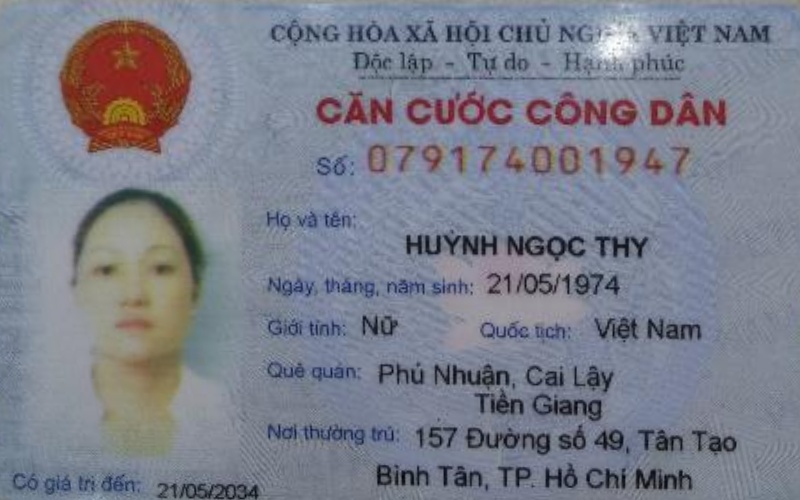 CỘNG HÒA XÃ HỘI CHỦ NGHĨA VIỆT NAM
Độc lập - Tự do - Hạnh phúc
CĂN CƯỚC CÔNG DÂN
Số: 079174001947
Họ và tên:
HUỲNH NGỌC THY
Ngày, tháng, năm sinh: 21/05/1974
Giới tính: Nữ Quốc tịch: Việt Nam
Quê quán: Phú Nhuận, Cai Lậy
Tiền Giang
Nơi thường trú: 157 Đường số 49, Tân Tạo
Bình Tân, TP. Hồ Chí Minh
Có giá trị đến: 21/05/2034